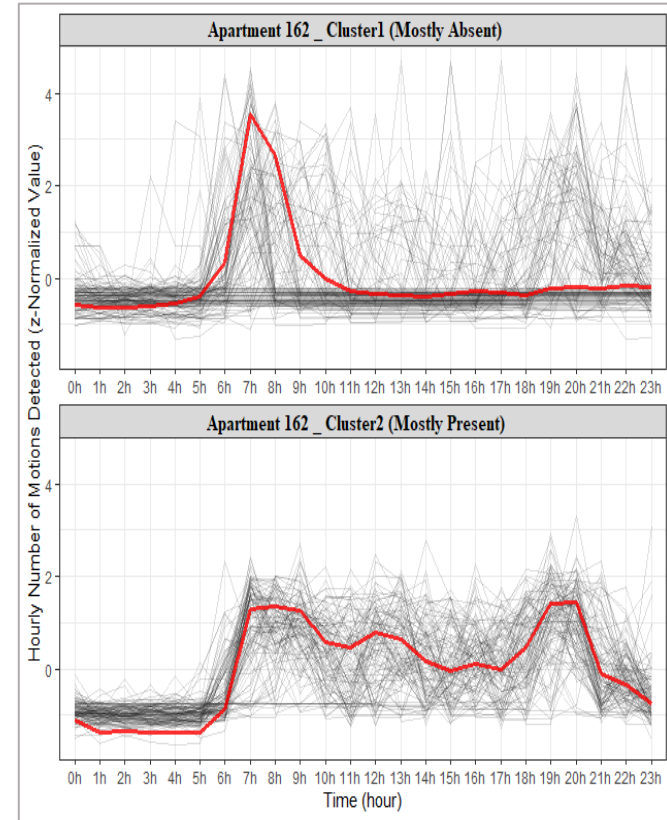 Apartment 162 _ Cluster1 (Mostly Absent)
4
2
0
0h 1h 2h 3h 4h 5h 6h 7h 8h 9h 10h 11h 12h 13h 14h 15h 16h 17h 18h 19h 20h 21h 22h 23h
Hourly Number of Motions Detected (z-Normalized Value)
Apartment 162 _ Cluster2 (Mostly Present)
4
2
0
0h 1h 2h 3h 4h 5h 6h 7h 8h 9h 10h 11h 12h 13h 14h 15h 16h 17h 18h 19h 20h 21h 22h 23h
Time (hour)